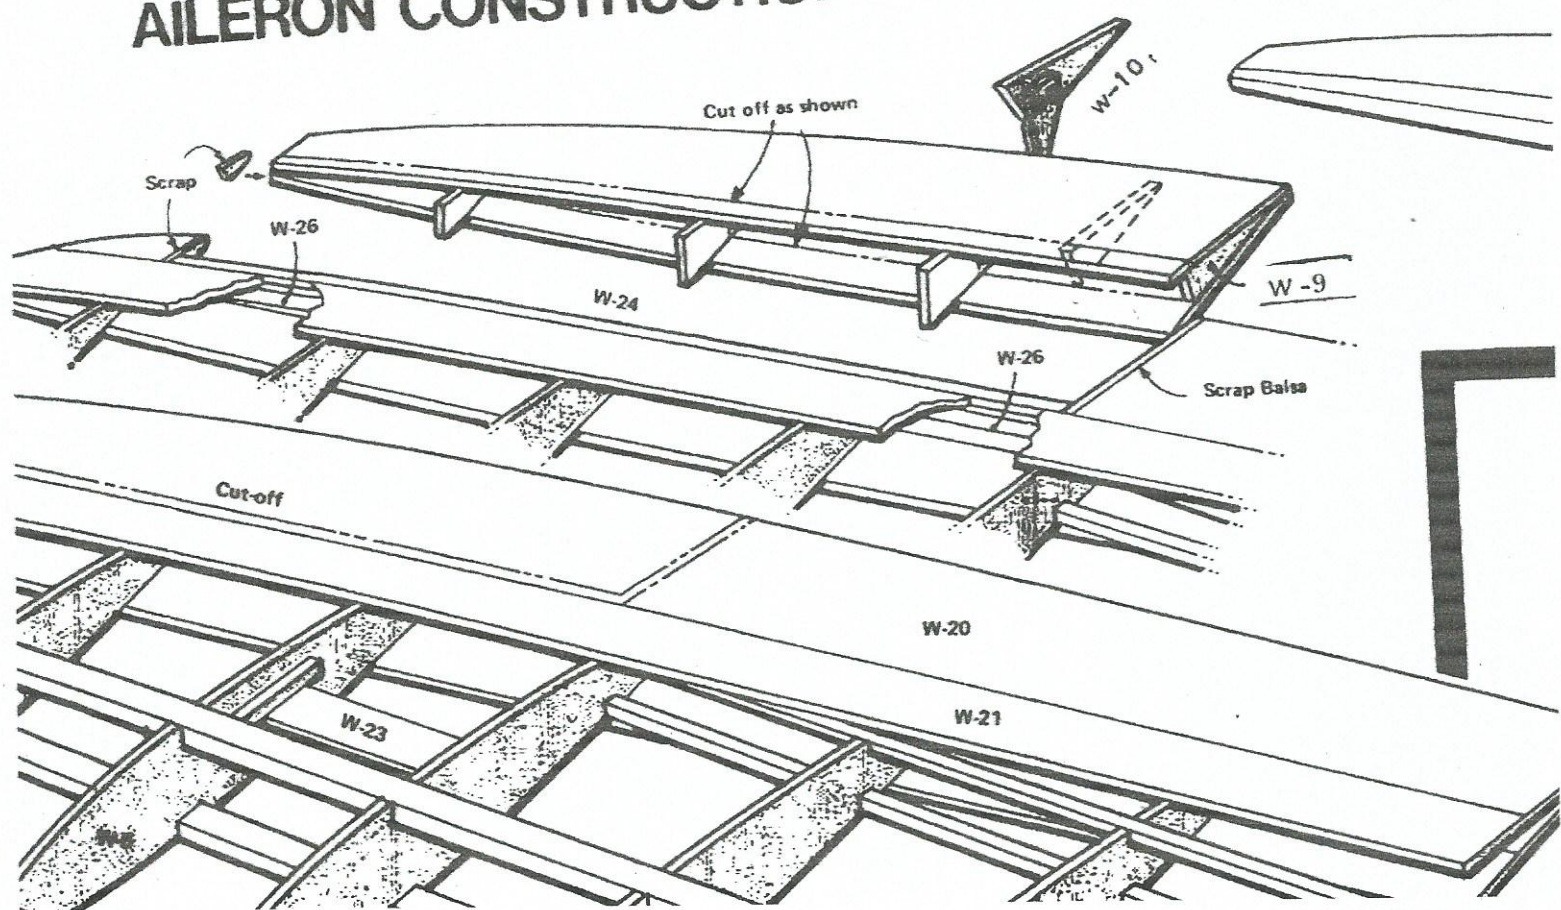 AILERON CONSTRUCTIO
W-10
Cut off as shown
Scrap
W-26
W-9
W-24
W-26
Scrap Balsa
Cut-off
W-20
W-21
W-23